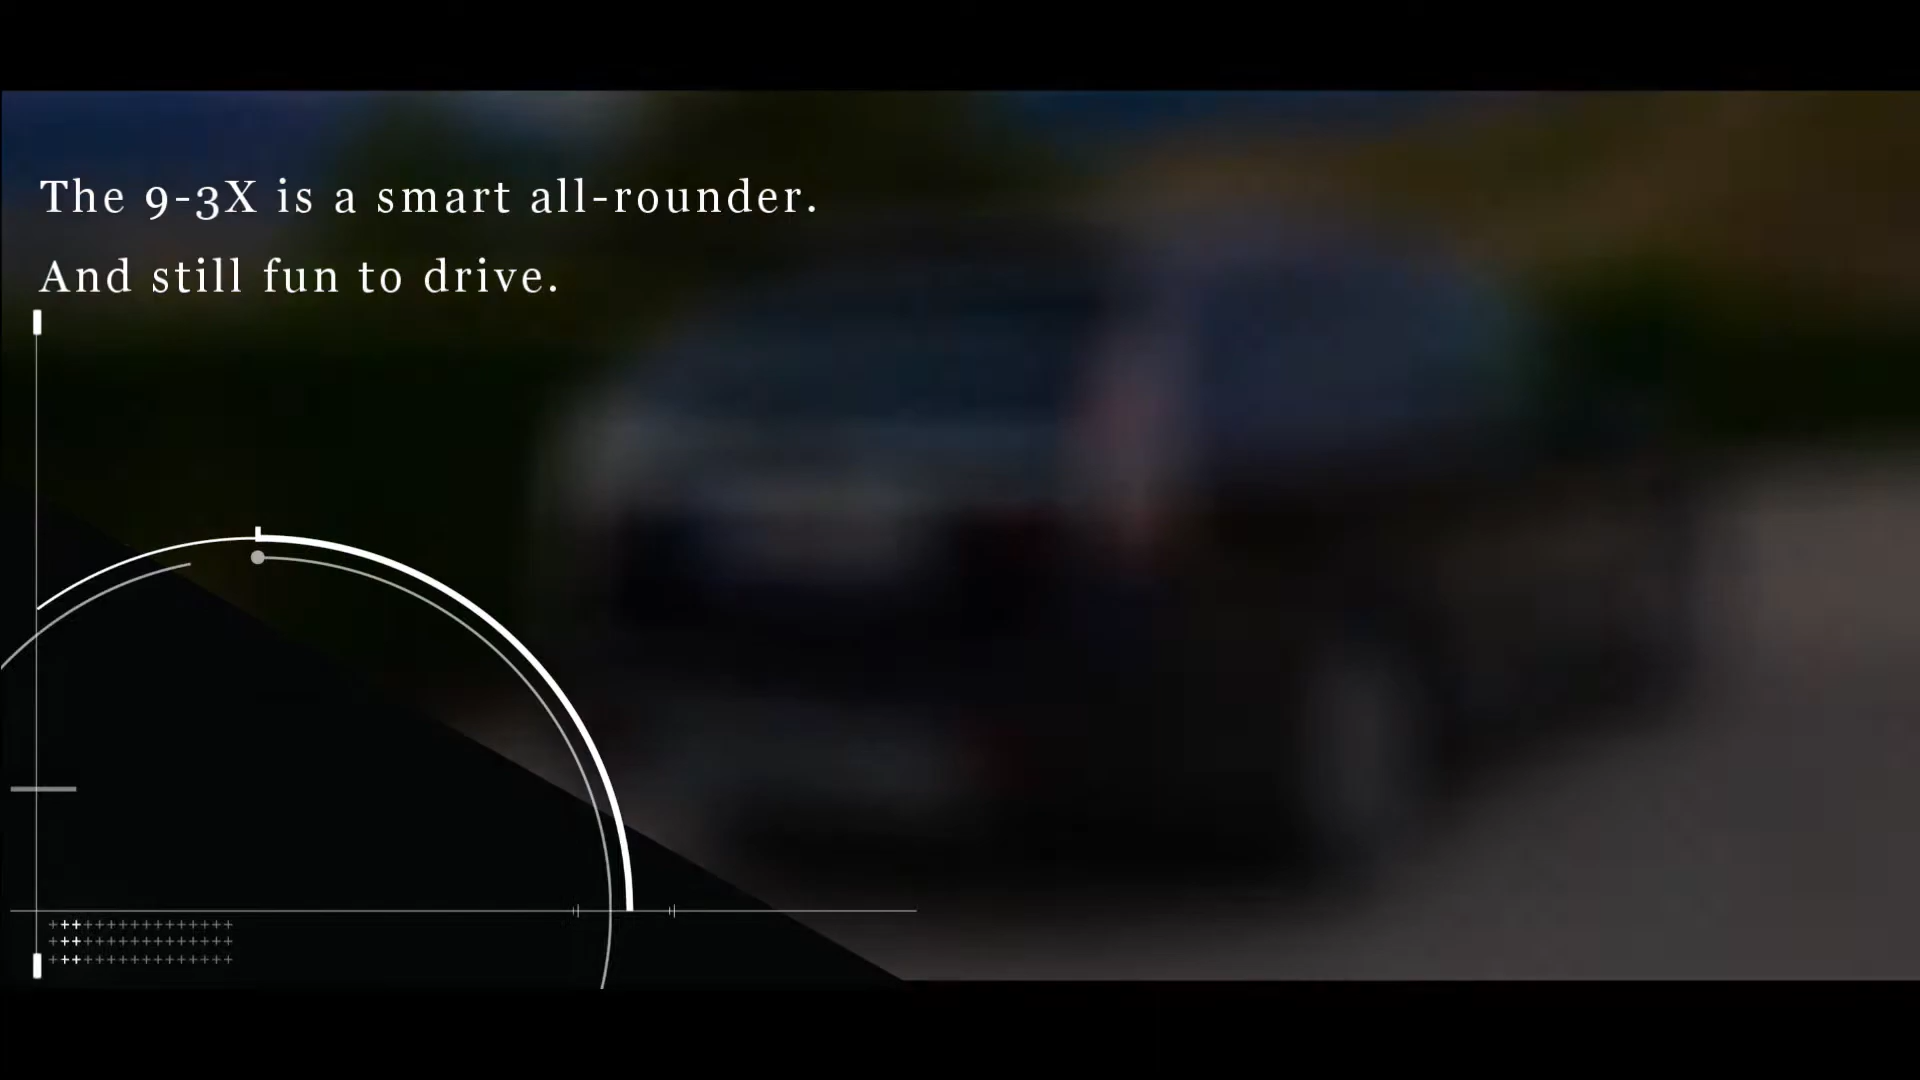 The 9-3X is a smart all-rounder.
And still fun to drive.